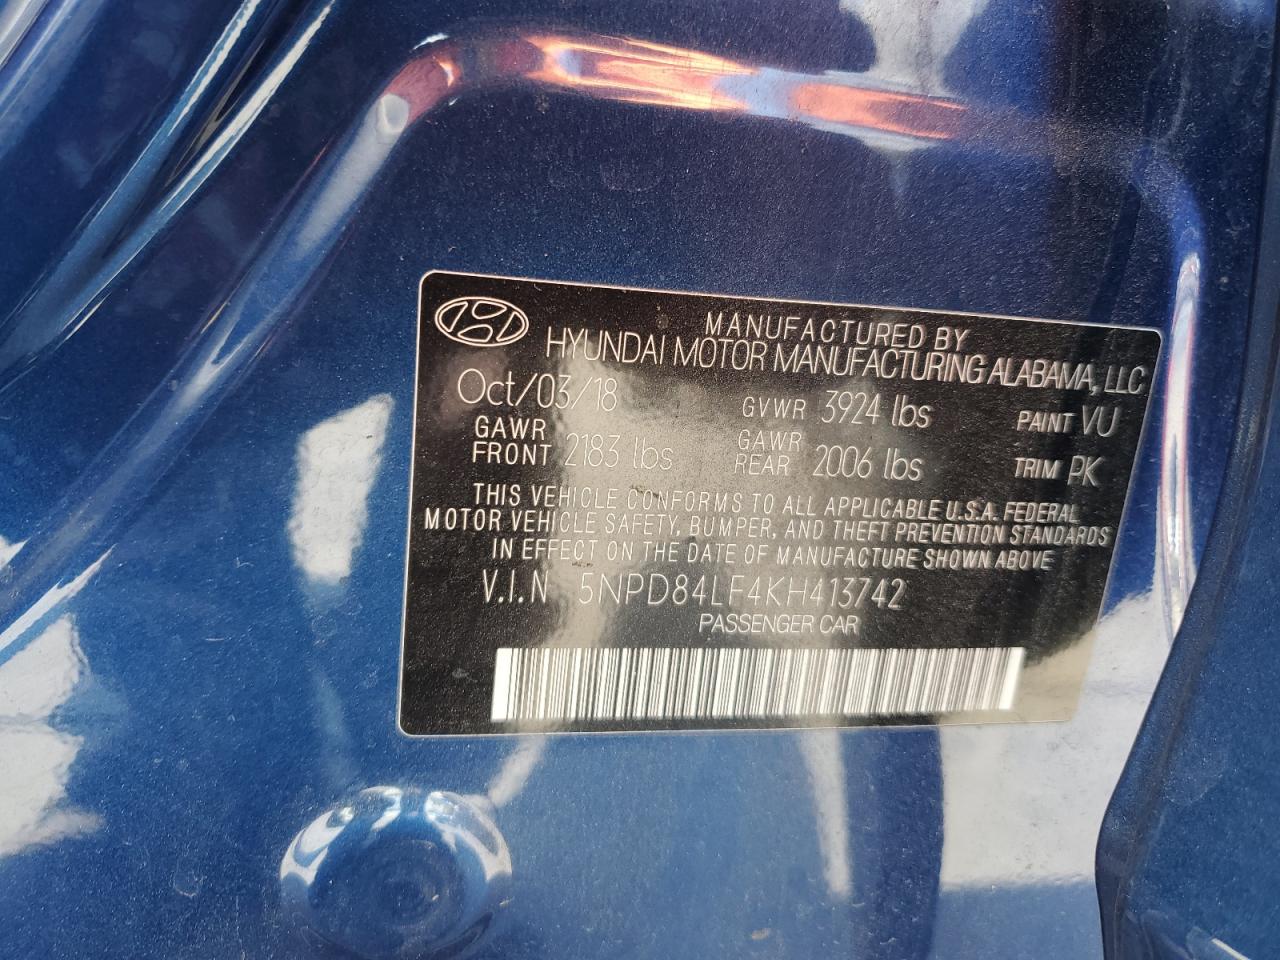 MANUFACTURED BY
HYUNDAI MOTOR MANUFACTURING ALABAMA, LLC
Oct/03/18 GVWR 3924 lbs PAINT VU
GAWR FRONT 2183 lbs GAWR REAR 2006 lbs TRIM PK
THIS VEHICLE CONFORMS TO ALL APPLICABLE U.S.A. FEDERAL
MOTOR VEHICLE SAFETY, BUMPER, AND THEFT PREVENTION STANDARDS
IN EFFECT ON THE DATE OF MANUFACTURE SHOWN ABOVE
V.I.N 5NPD84LF4KH413742
PASSENGER CAR